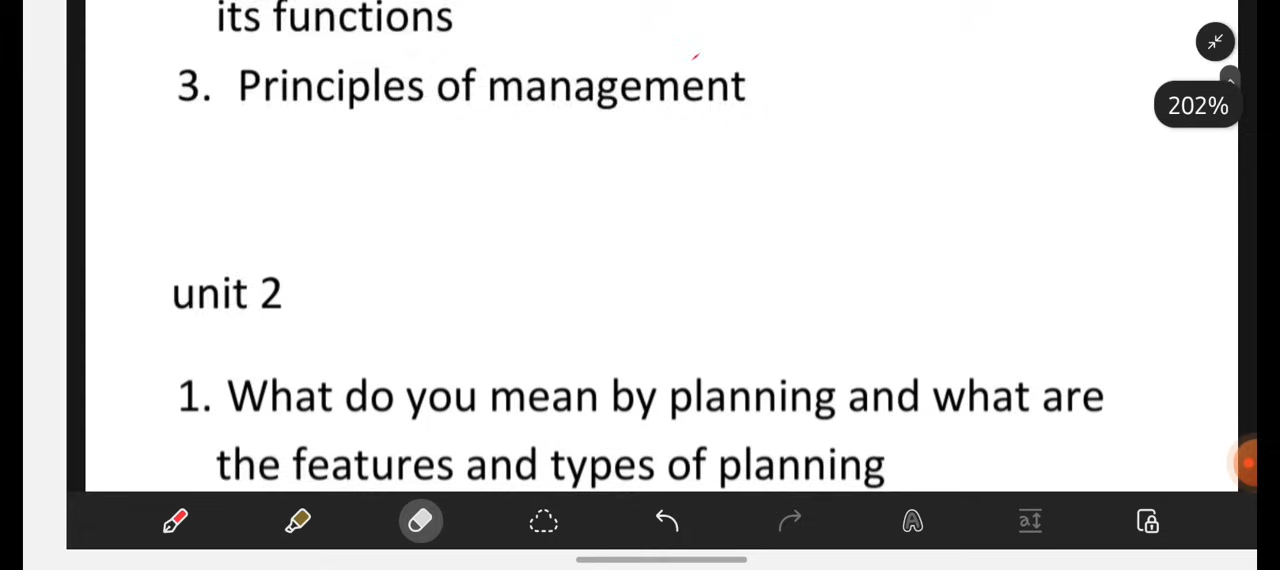 its functions
3. Principles of management
202%
unit 2
1. What do you mean by planning and what are
the features and types of planning